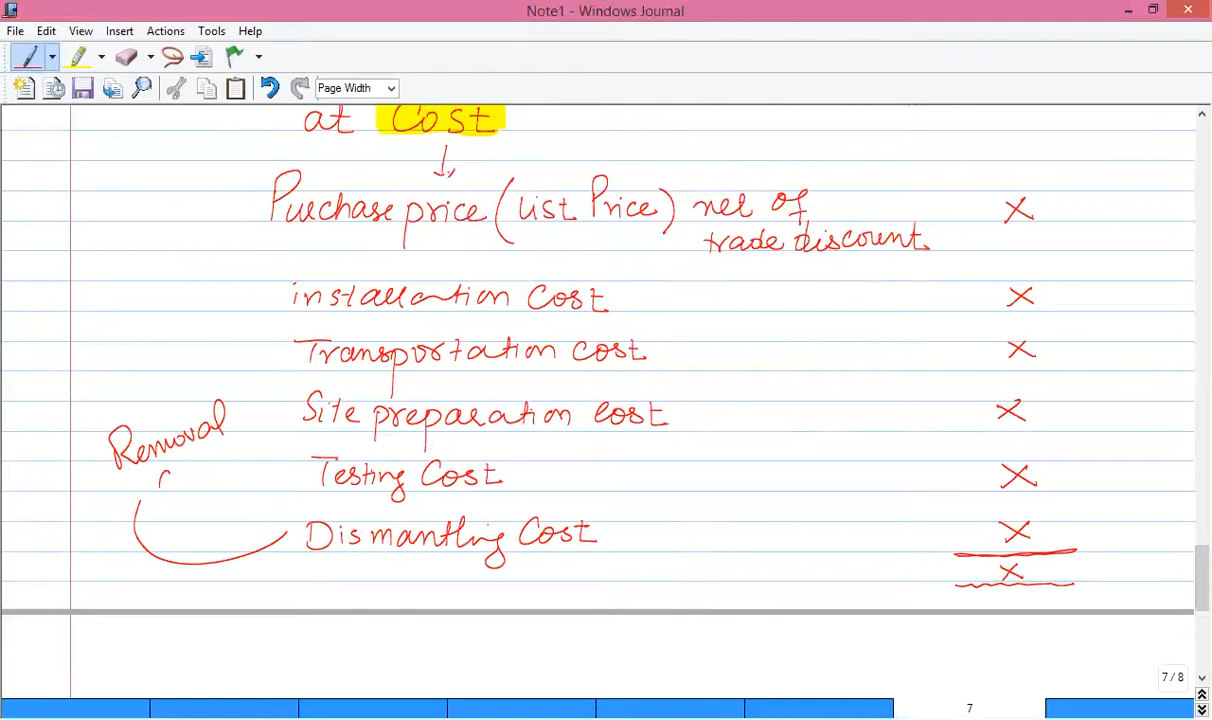 Note1 - Windows Journal
File Edit View Insert Actions Tools Help
Page Width
at Cost
Purchase price (list Price) net of
trade discount X
installation Cost X
Transportation cost X
Site preparation cost X
Removal
Testing Cost X
Dismantling Cost X
X
7 / 8
7